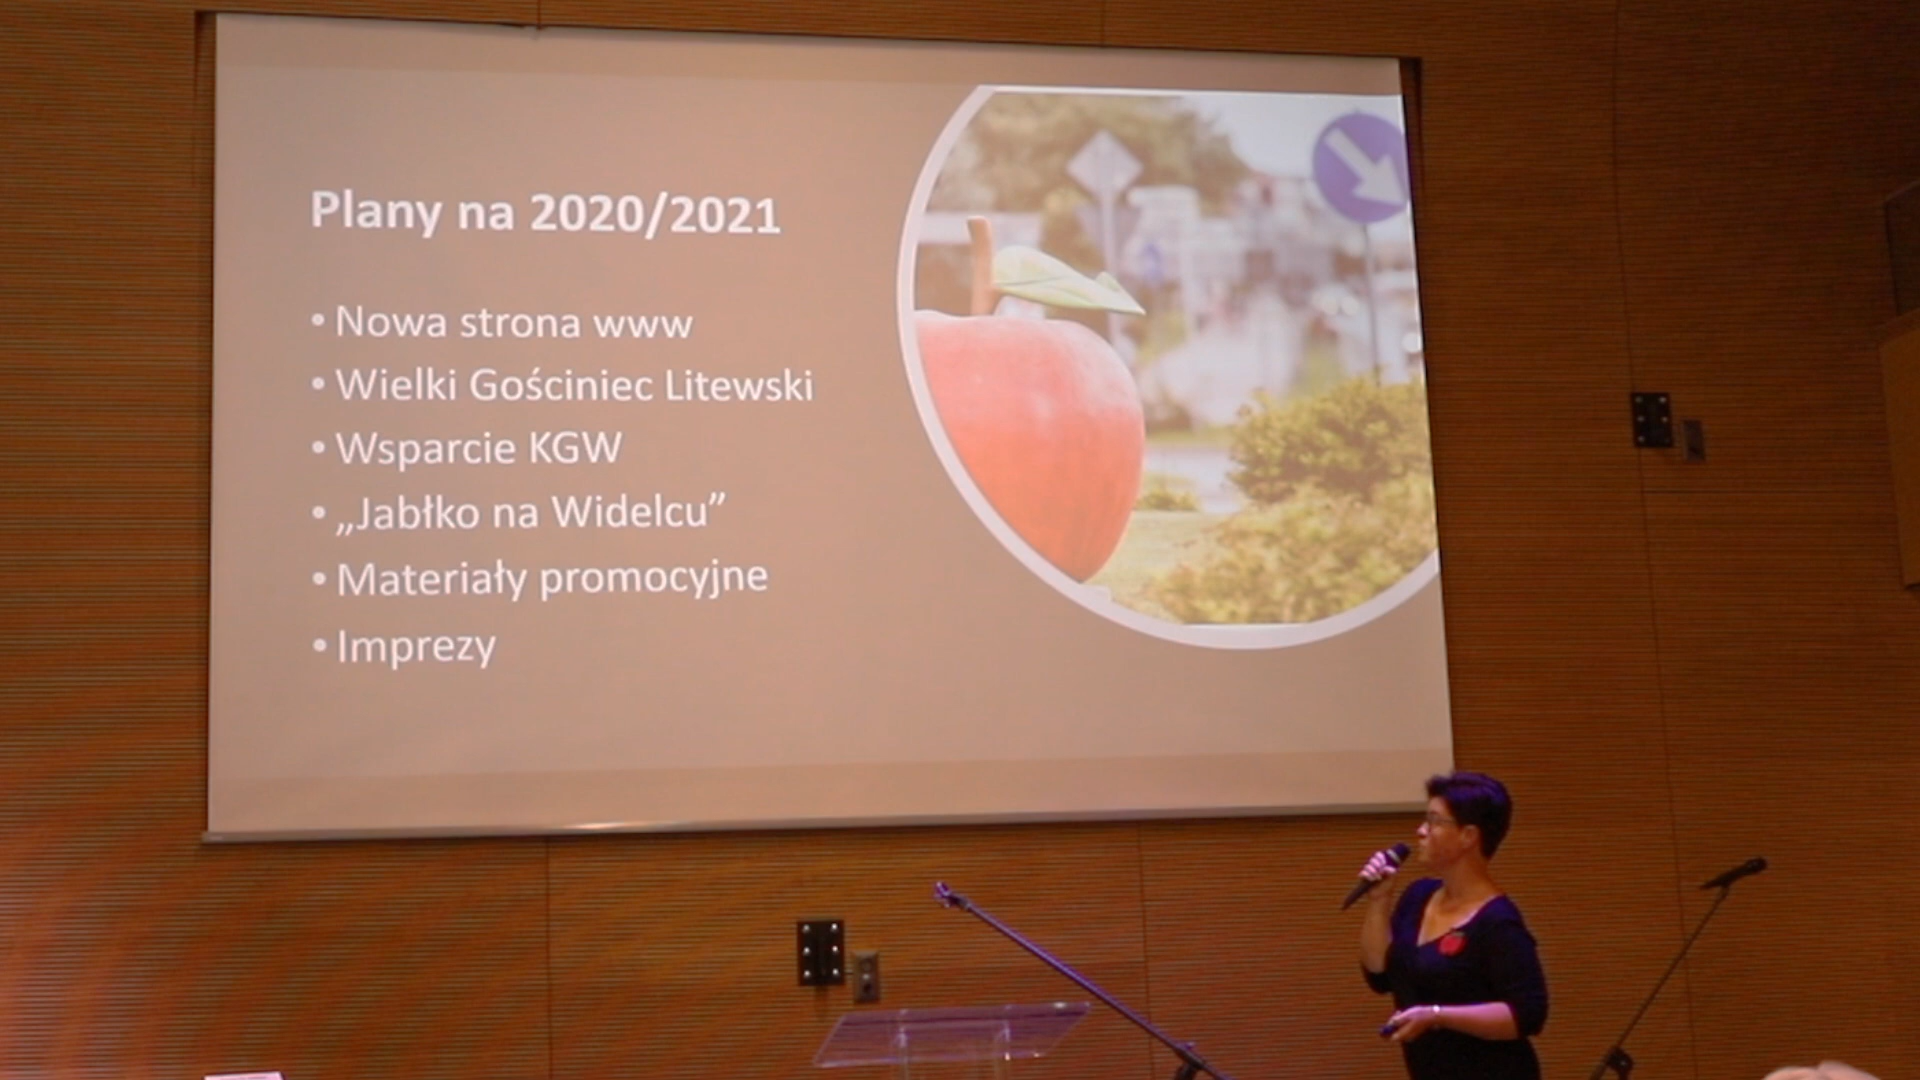 Plany na 2020/2021
• Nowa strona www
• Wielki Gościniec Litewski
• Wsparcie KGW
• „Jabłko na Widelcu”
• Materiały promocyjne
• Imprezy